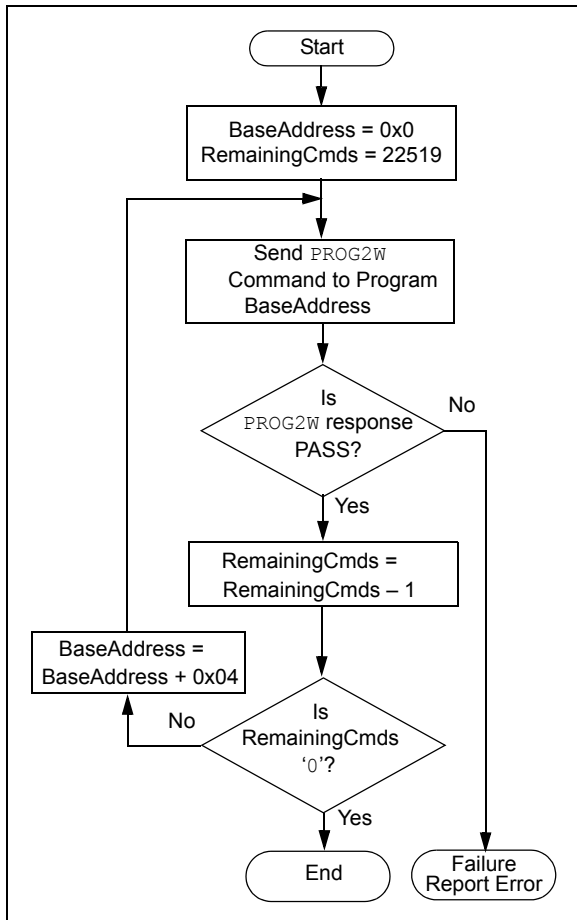 Start
BaseAddress = 0x0
RemainingCmds = 22519
Send PROG2W
Command to Program
BaseAddress
Is
PROG2W response
PASS?
No
Yes
RemainingCmds =
RemainingCmds – 1
BaseAddress =
BaseAddress + 0x04
No
Is
RemainingCmds
‘0’?
Yes
End
Failure
Report Error